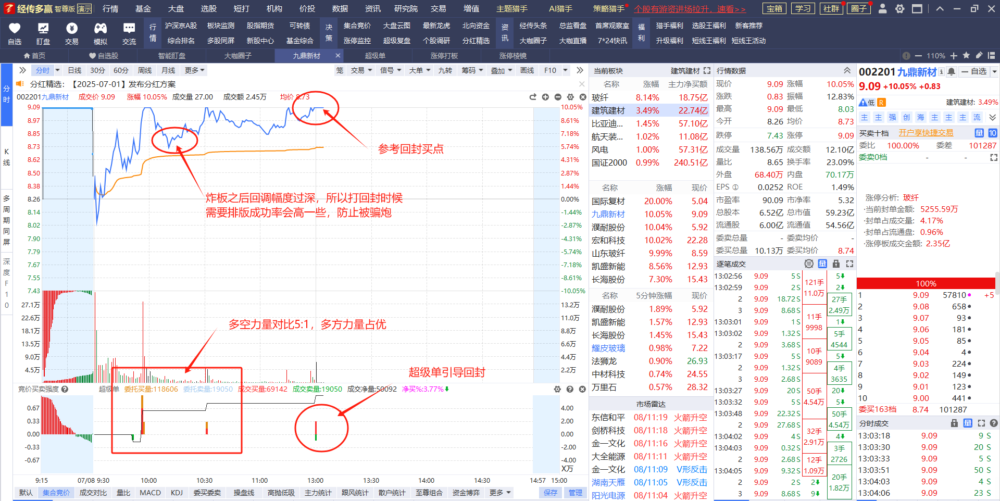 经传多赢 智尊版 演示 行情 基金 大盘 选股 短打 机构 价投 数据 资讯 研究院 交易 增值 主题猎手 AI猎手 策略猎手 个股有游资进场拉升，速看>> 宝箱 学习 社群 圈子
自选 盯盘 交易 模拟 交流
行情 沪深京A股 板块监测 股指期货 可转债 决策 集合竞价 大盘云图 最新龙虎 北向资金 资讯 经传头条 总监看盘 首席观察室 福利 猎手福利 选股王福利 新客推荐
综合排名 多股同屏 新股中心 基金综合 涨停监控 超级复盘 个股调研 分红精选 大咖圈子 大咖直播 7*24快讯 升级福利 短线王福利 短线王活动
首页 自选股 智能盯盘 大咖圈子 九鼎新材 × 超级单 涨停打板 涨停棱镜 110%
分时
K线
多周期同屏
深度F10
分时 日线 30分 60分 周线 月线 更多 笼 交易 信号 大单 九转 筹码 叠加 画线 F10
分红精选：【2025-07-01】发布分红方案
002201九鼎新材 成交价 9.09 涨幅 10.05% 成交量 27.00 成交额 2.45万 均价 8.73
9.09 10.05%
8.97 8.61%
8.85 7.18%
8.73 5.74%
8.62 4.31%
8.50 2.87%
8.38 1.44%
8.26 0.00%
8.14 -1.44%
8.02 -2.87%
7.90 -4.31%
7.79 -5.74%
7.67 -7.18%
7.55 -8.61%
7.43 -10.05%
27.1万 13.2万
22.6万 11.0万
18.1万 8.8万
13.5万 6.6万
9.0万 4.4万
4.5万 2.2万
参考回封买点
炸板之后回调幅度过深，所以打回封时候
需要排版成功率会高一些，防止被骗炮
多空力量对比5:1，多方力量占优
超级单引导回封
竞价买卖强度 超级单 委托买量:118606 委托卖量:19050 成交买量:69142 成交卖量:19050 成交净量:50092 净买%:3.77%
0.67 4.00
0.33 2.00
0.00 0.00
-0.33 -2.00
-0.67 -4.00
X万
9:15 07/08 9:30 10:00 10:30 11:00 13:00 13:30 14:00 14:30 14:57 15:00
默认 集合竞价 成交对比 量比 MACD KDJ 委买委卖 操盘线 高抛低吸 主力统计 跟风统计 散户统计 至尊组合 资金博弈 更多 保存 管理
当前板块 建筑建材
名称 涨幅 主力净买额
玻纤 8.14% 18.75亿
建筑建材 3.49% 22.74亿
比亚迪... 1.45% 57.10亿
航天装... 1.02% 11.08亿
风电 1.00% 57.31亿
国证2000 0.99% 240.51亿
名称 涨幅 现价
国际复材 20.00% 5.04
九鼎新材 10.05% 9.09
濮耐股份 10.04% 5.92
宏和科技 10.02% 22.28
山东玻纤 9.99% 8.59
凯盛新能 8.56% 12.93
长海股份 7.30% 15.43
名称 5分钟涨幅 现价
濮耐股份 1.89% 5.92
凯盛新能 1.57% 12.93
长海股份 1.45% 15.43
耀皮玻璃 0.98% 7.22
法狮龙 0.90% 26.93
中材科技 0.74% 24.55
万里石 0.57% 28.32
市场雷达
东信和平 08/11:19 火箭升空
剑桥科技 08/11:18 火箭升空
金一文化 08/11:16 火箭升空
大全能源 08/11:11 火箭升空
金一文化 08/11:09 V形反击
湖南天雁 08/11:05 V形反击
阳光电源 08/11:04 火箭升空
行情数据
现价 9.09 涨幅 10.05%
涨跌 0.83 振幅 12.83%
最高 9.09 最低 8.03
今开 8.26 均价 8.73
跌停 7.43 涨停 9.09
成交量 138.56万 成交额 12.10亿
量比 8.65 换手率 23.09%
外盘 68.40万 内盘 70.17万
EPS ① 0.0252 ROE 1.49%
市盈率 90.09 市净率 5.32
总股本 6.52亿 总市值 59.23亿
流通股 6.00亿 流通值 54.56亿
委卖总量 - 委卖均价 -
委买总量 10.13万 委买均价 8.74
逐笔成交 单 量
13:02:56 9.09 5 S
13:02:59 9.09 2 S
2 9.09 18.72 S
3 9.09 8.68 S
13:03:01 9.09 1 S
13:03:02 9.09 1.32 S
2 9.09 3.68 S
13:03:17 9.09 5 S
2 9.09 1.32 S
3 9.09 2.68 S
13:03:27 9.09 20 S
13:03:32 9.09 5 S
13:03:48 9.09 22.32 S
2 9.09 27.68 S
13:04:02 9.09 4 S
13:04:03 9.09 0.32 S
2 9.09 2.68 S
13:04:05 9.09 9.32 S
2 9.09 2 S
3 9.09 8.68 S
121手
11.0万
11手
9998
10手
9089
50手
4.54万
32手
2.91万
12手
1.09万
2
9
5
2
27手
2.49万
1
5手
4544
5
4手
3635
20
5
50手
4.54万
4
3手
2726
20手
1.82万
002201九鼎新材 自选
9.09 +10.05% +0.83
低 R 建筑建材: 3.49%
主 主 强 创 海 主 主 主 流
买卖十档 开户享快捷交易 量 10
委比 100.00% 委差 101287
委卖0档 - -
涨停分析: 玻纤
·当前封单金额: 5255.59万
·封单占成交量: 4.17%
·封单占流通盘: 0.96%
·涨停板成交金额: 2.35亿
100%
1 9.09 57810 +5
2 9.08 658
3 9.07 93
4 9.06 181
5 9.05 85
6 9.04 4
7 9.03 224
8 9.02 149
9 9.01 123
10 9.00 441
委买163档 8.74 101287
分时成交 量
13:03:18 9.09 9 S
13:03:30 9.09 20 S
13:03:33 9.09 5 S
13:03:51 9.09 50 S
13:04:03 9.09 4 S
13:04:06 9.09 23 S